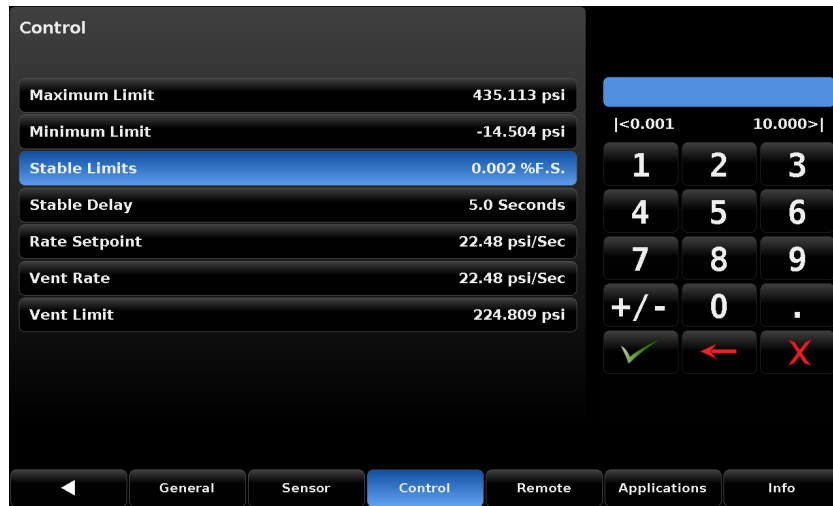 Control
Maximum Limit 435.113 psi
Minimum Limit -14.504 psi
Stable Limits 0.002 %F.S.
Stable Delay 5.0 Seconds
Rate Setpoint 22.48 psi/Sec
Vent Rate 22.48 psi/Sec
Vent Limit 224.809 psi
|<0.001 10.000>|
1 2 3
4 5 6
7 8 9
+/- 0 .
X
General Sensor Control Remote Applications Info